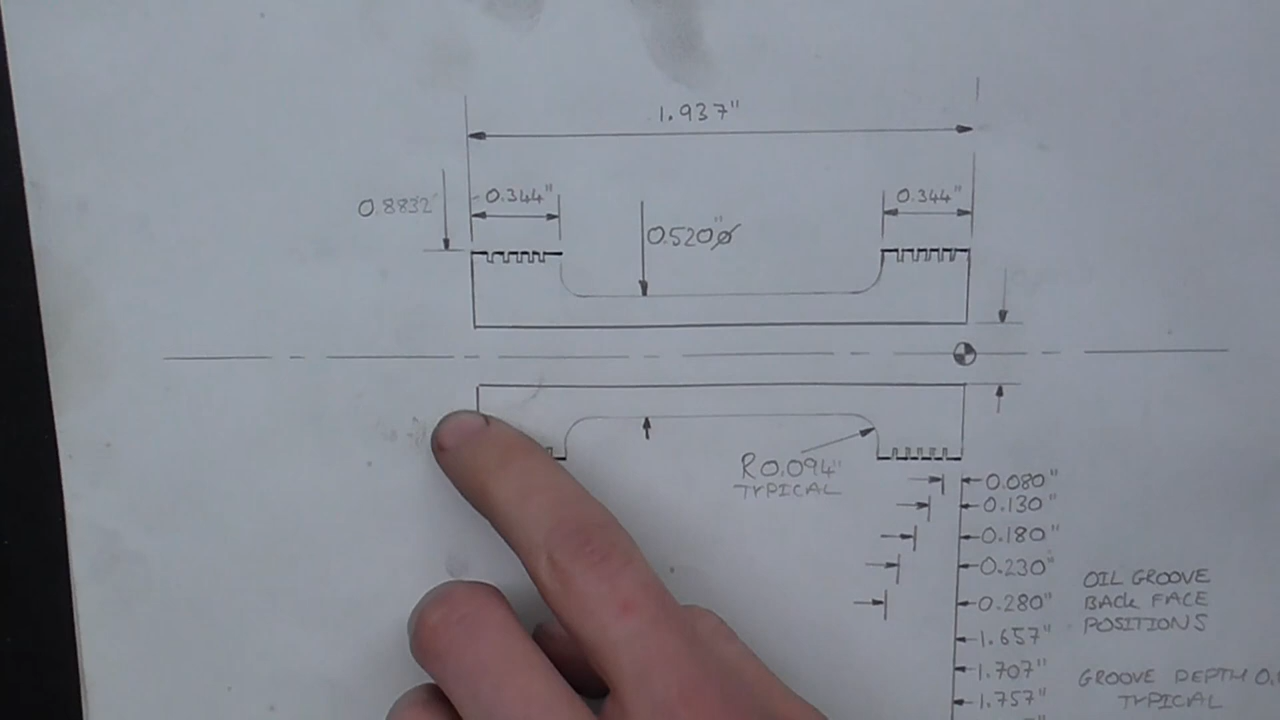 1.937"
0.344"
0.344"
0.8832
0.520"Ø
R0.094"
TYPICAL
0.080"
0.130"
0.180"
0.230"
0.280"
1.657"
1.707"
1.757"
OIL GROOVE
BACK FACE
POSITIONS
GROOVE DEPTH 0.
TYPICAL